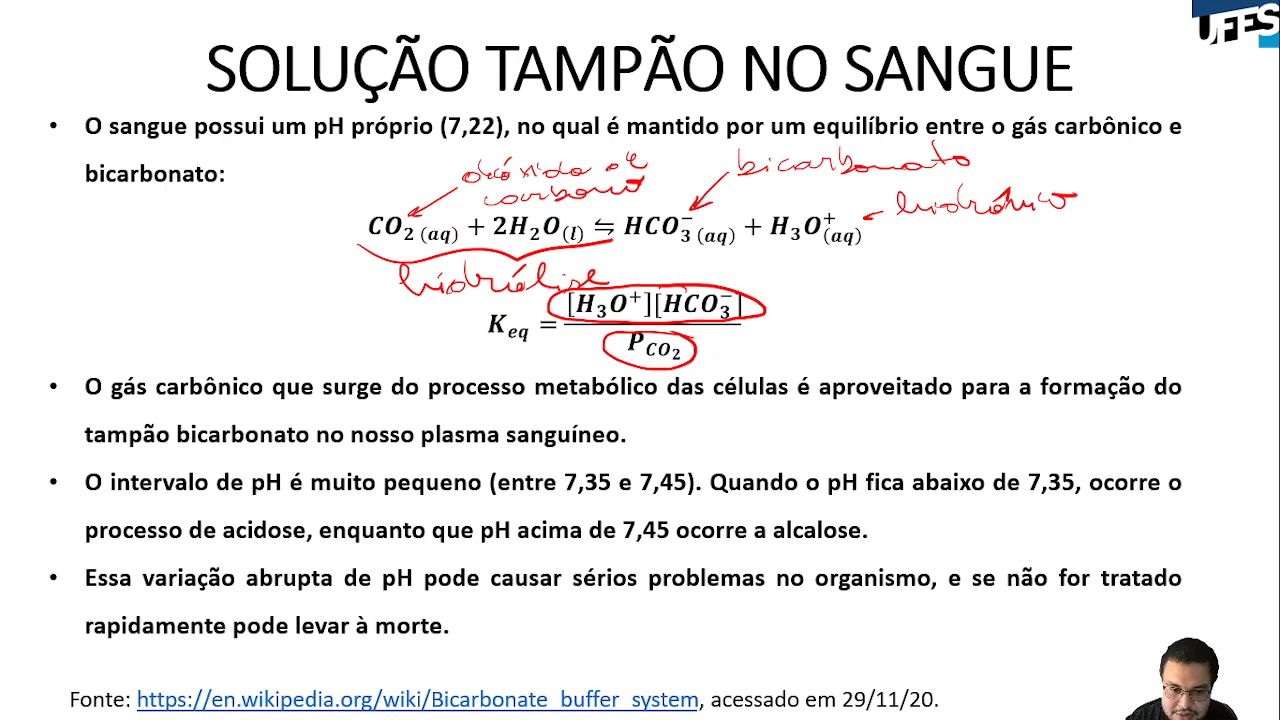 UFES
SOLUÇÃO TAMPÃO NO SANGUE
• O sangue possui um pH próprio (7,22), no qual é mantido por um equilíbrio entre o gás carbônico e
bicarbonato:
dióxido de
carbono
bicarbonato
hidrônio
CO₂ (aq) + 2H₂O(l) ⇋ HCO₃⁻ (aq) + H₃O⁺(aq)
hidrólise
Keq = [H₃O⁺][HCO₃⁻] / PCO₂
• O gás carbônico que surge do processo metabólico das células é aproveitado para a formação do
tampão bicarbonato no nosso plasma sanguíneo.
• O intervalo de pH é muito pequeno (entre 7,35 e 7,45). Quando o pH fica abaixo de 7,35, ocorre o
processo de acidose, enquanto que pH acima de 7,45 ocorre a alcalose.
• Essa variação abrupta de pH pode causar sérios problemas no organismo, e se não for tratado
rapidamente pode levar à morte.
Fonte: https://en.wikipedia.org/wiki/Bicarbonate_buffer_system, acessado em 29/11/20.